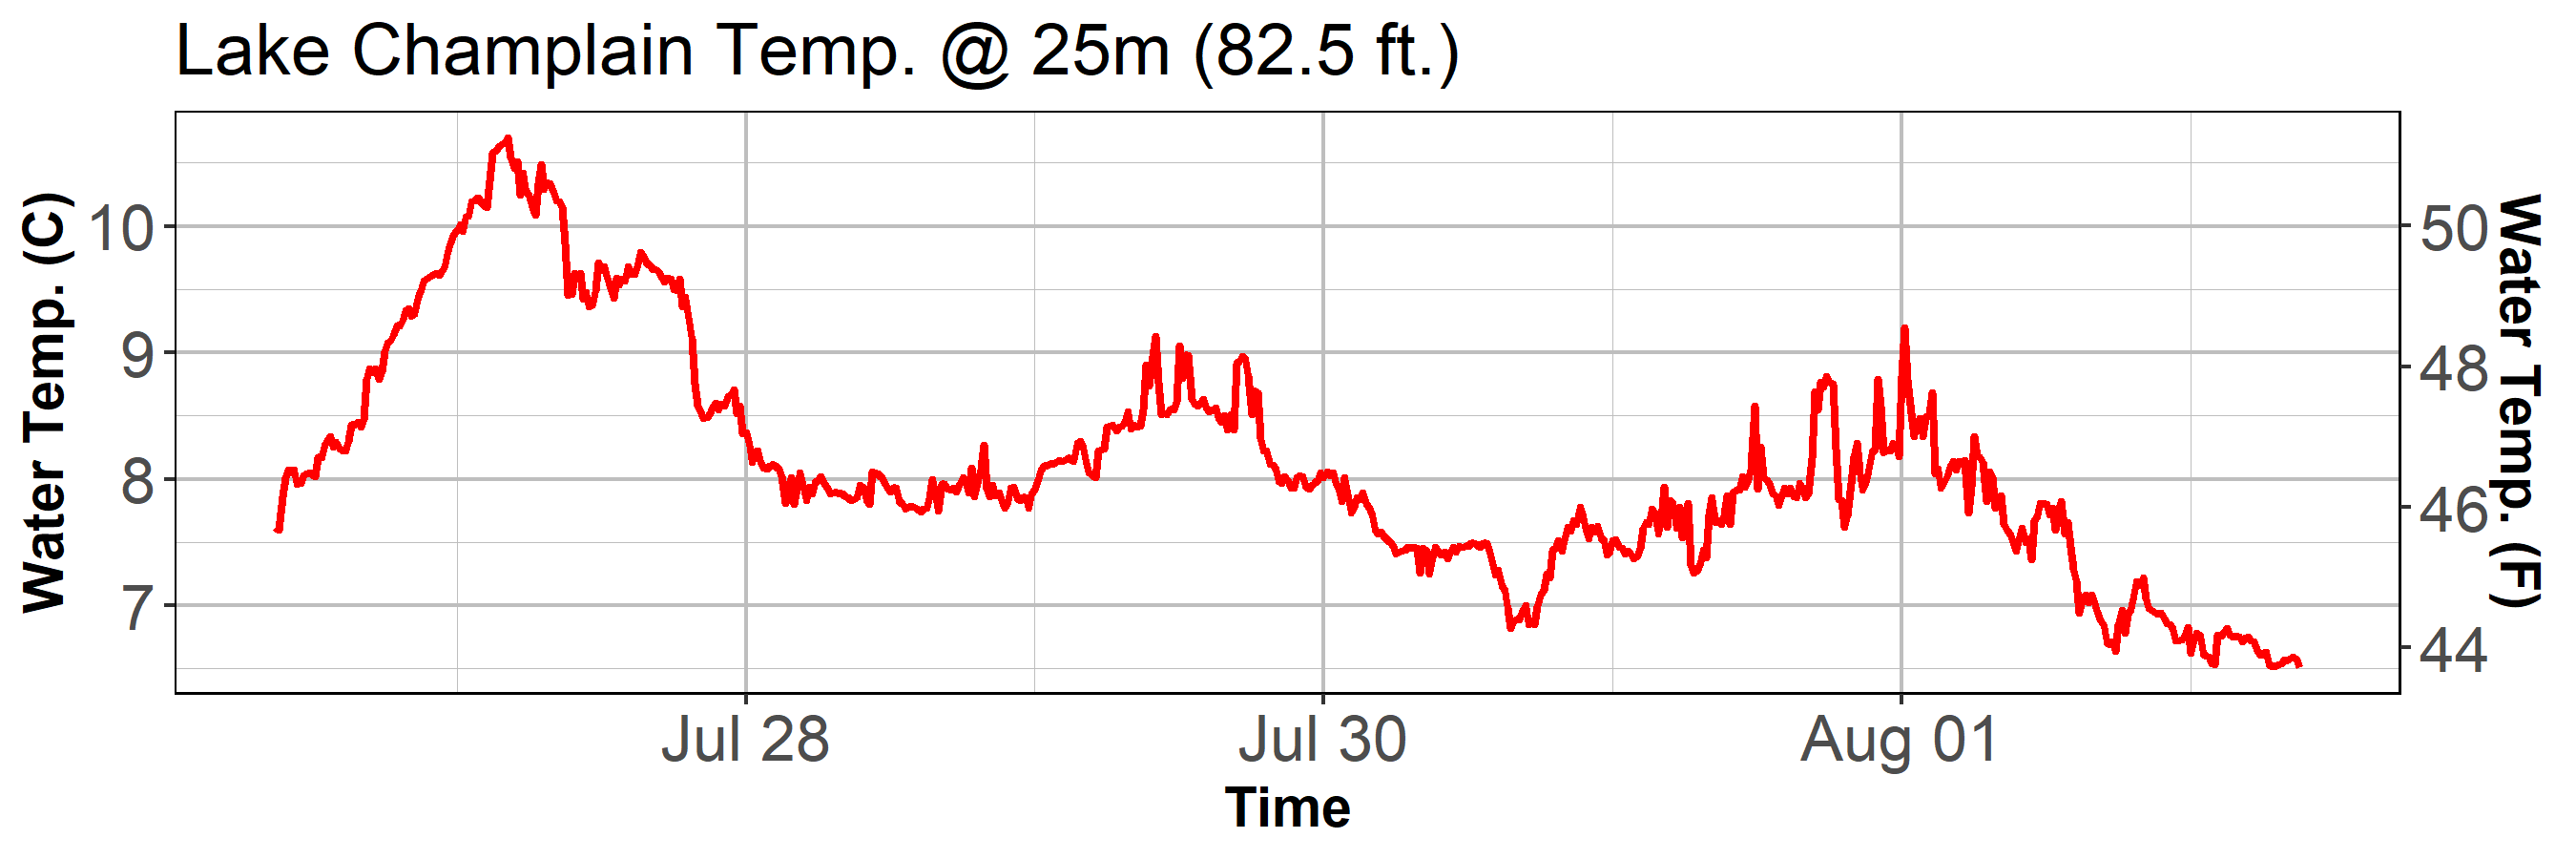 Lake Champlain Temp. @ 25m (82.5 ft.)
Water Temp. (C)
10
9
8
7
50
48
46
44
Water Temp. (F)
Jul 28
Jul 30
Aug 01
Time